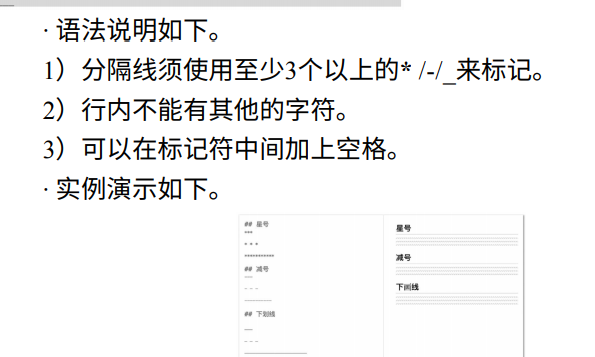 · 语法说明如下。
1）分隔线须使用至少3个以上的* /-/_来标记。
2）行内不能有其他的字符。
3）可以在标记符中间加上空格。
· 实例演示如下。
## 星号
***
* * *
## 减号
---
- - -
## 下划线
___
星号
减号
下画线